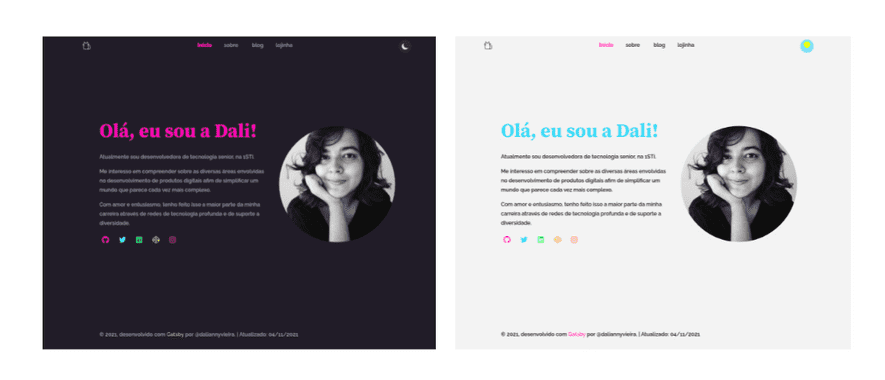 início sobre blog lojinha
Olá, eu sou a Dali!
Atualmente sou desenvolvedora de tecnologia senior, na 1STi.
Me interesso em compreender sobre as diversas áreas envolvidas
no desenvolvimento de produtos digitais afim de simplificar um
mundo que parece cada vez mais complexo.
Com amor e entusiasmo, tenho feito isso a maior parte da minha
carreira através de redes de tecnologia profunda e de suporte a
diversidade.
© 2021, desenvolvido com Gatsby por @daliannyvieira. | Atualizado: 04/11/2021
início sobre blog lojinha
Olá, eu sou a Dali!
Atualmente sou desenvolvedora de tecnologia senior, na 1STi.
Me interesso em compreender sobre as diversas áreas envolvidas
no desenvolvimento de produtos digitais afim de simplificar um
mundo que parece cada vez mais complexo.
Com amor e entusiasmo, tenho feito isso a maior parte da minha
carreira através de redes de tecnologia profunda e de suporte a
diversidade.
© 2021, desenvolvido com Gatsby por @daliannyvieira. | Atualizado: 04/11/2021